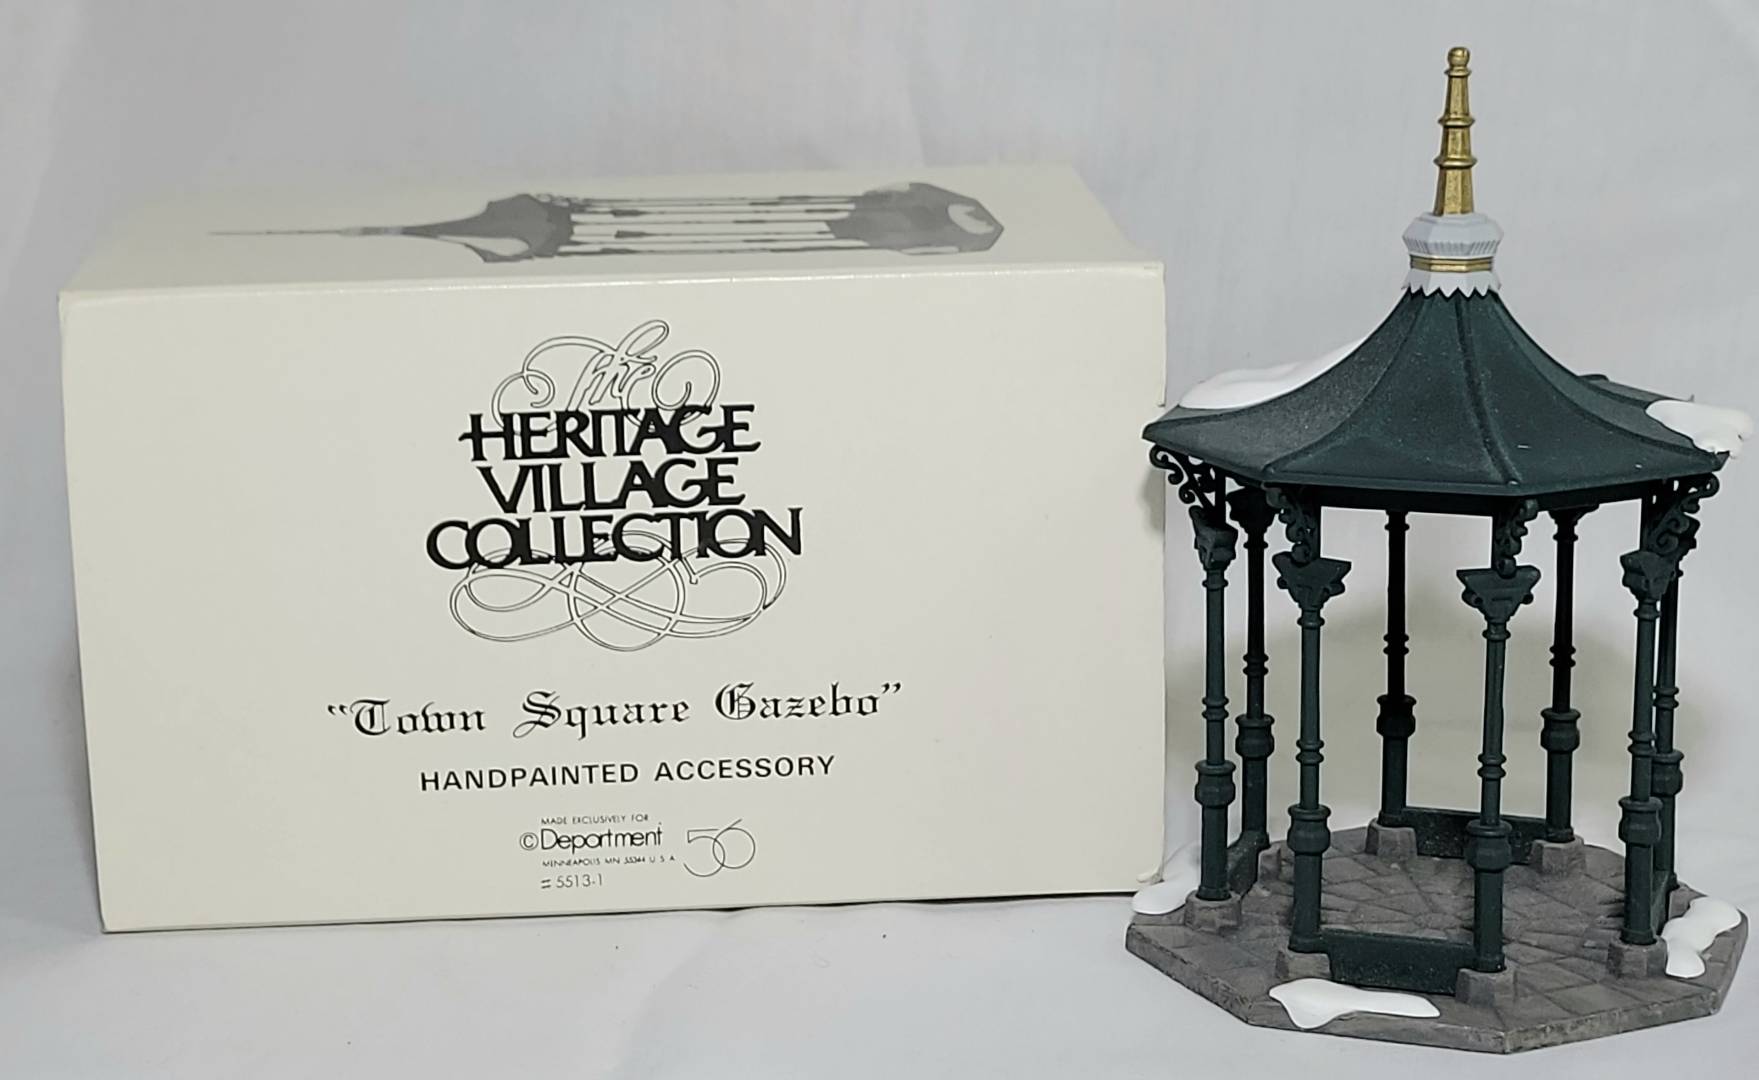 The
HERITAGE
VILLAGE
COLLECTION
"Town Square Gazebo"
HANDPAINTED ACCESSORY
MADE EXCLUSIVELY FOR
©Department 56
MINNEAPOLIS MN 55344 U S A
=5513-1